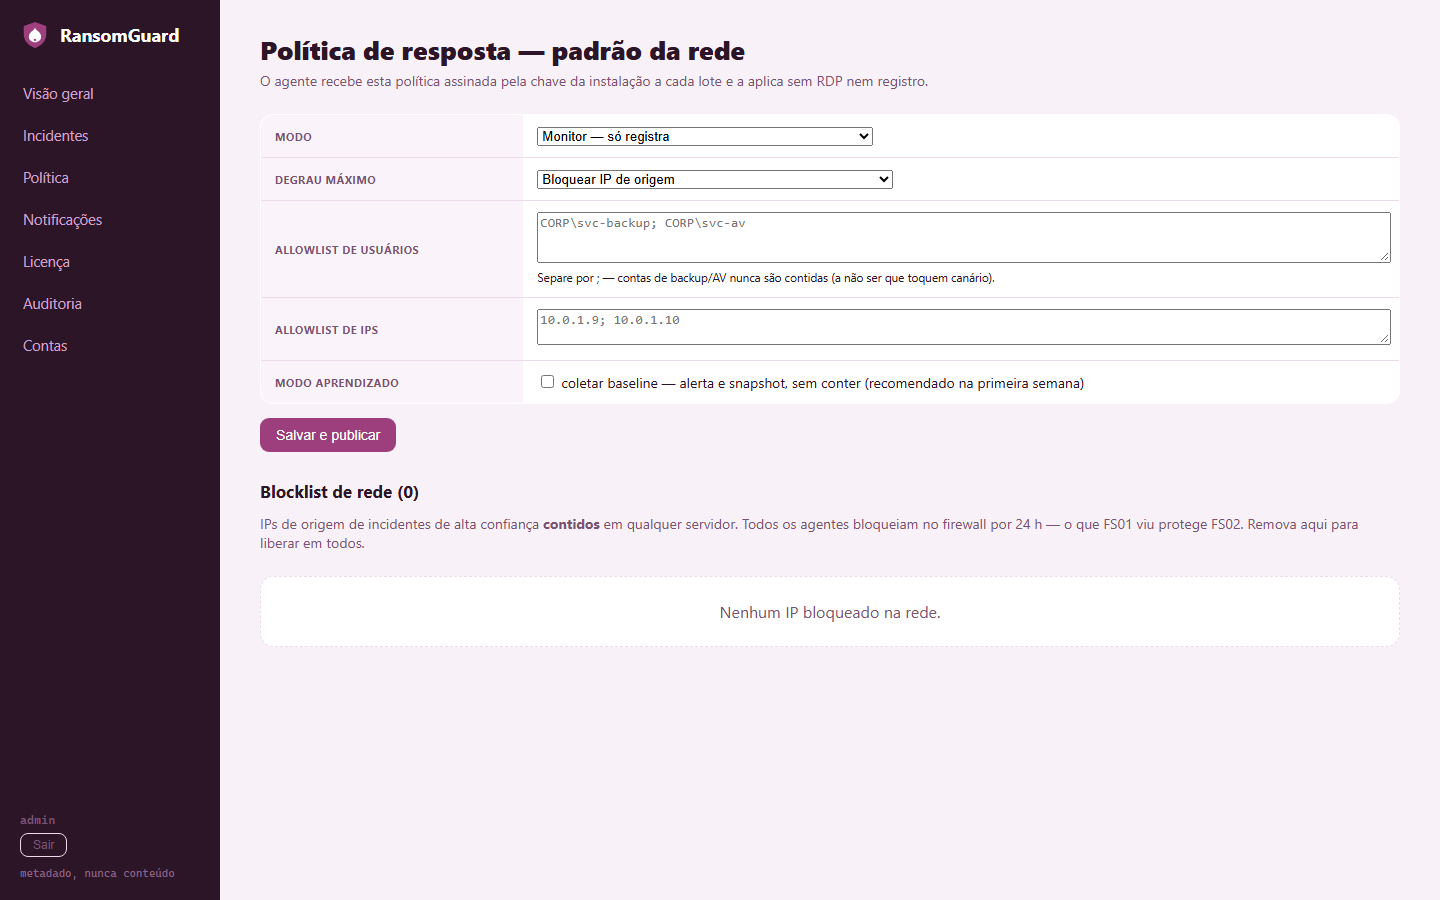 RansomGuard
Visão geral
Incidentes
Política
Notificações
Licença
Auditoria
Contas
admin
Sair
metadado, nunca conteúdo
Política de resposta — padrão da rede
O agente recebe esta política assinada pela chave da instalação a cada lote e a aplica sem RDP nem registro.
MODO
Monitor — só registra
DEGRAU MÁXIMO
Bloquear IP de origem
ALLOWLIST DE USUÁRIOS
CORP\svc-backup; CORP\svc-av
Separe por ; — contas de backup/AV nunca são contidas (a não ser que toquem canário).
ALLOWLIST DE IPS
10.0.1.9; 10.0.1.10
MODO APRENDIZADO
coletar baseline — alerta e snapshot, sem conter (recomendado na primeira semana)
Salvar e publicar
Blocklist de rede (0)
IPs de origem de incidentes de alta confiança contidos em qualquer servidor. Todos os agentes bloqueiam no firewall por 24 h — o que FS01 viu protege FS02. Remova aqui para
liberar em todos.
Nenhum IP bloqueado na rede.